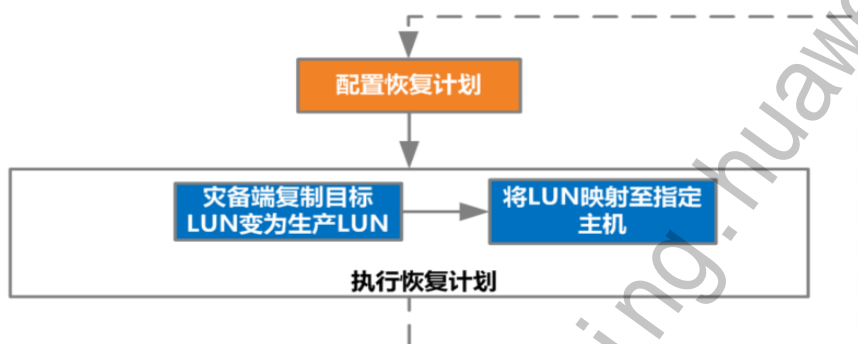 配置恢复计划
灾备端复制目标
LUN变为生产LUN
将LUN映射至指定
主机
执行恢复计划
ing.huawe